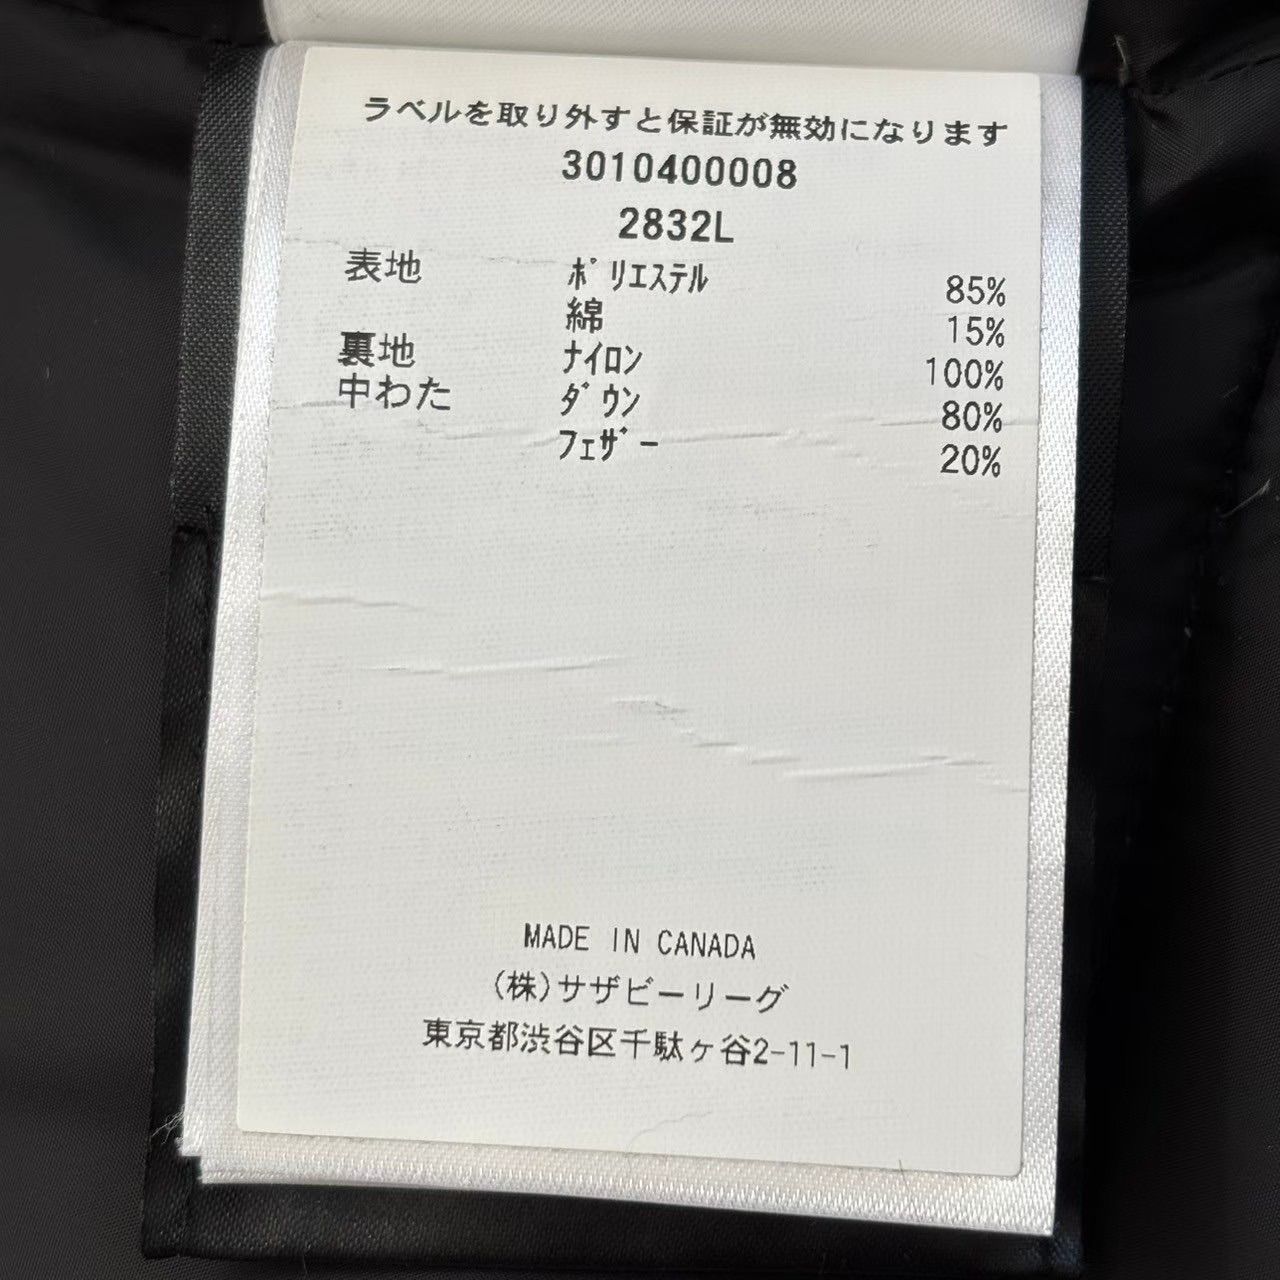 ラベルを取り外すと保証が無効になります
3010400008
2832L
表地 ﾎﾟﾘｴｽﾃﾙ 85%
綿 15%
裏地 ﾅｲﾛﾝ 100%
中わた ﾀﾞｳﾝ 80%
ﾌｪｻﾞｰ 20%
MADE IN CANADA
(株)サザビーリーグ
東京都渋谷区千駄ヶ谷2-11-1